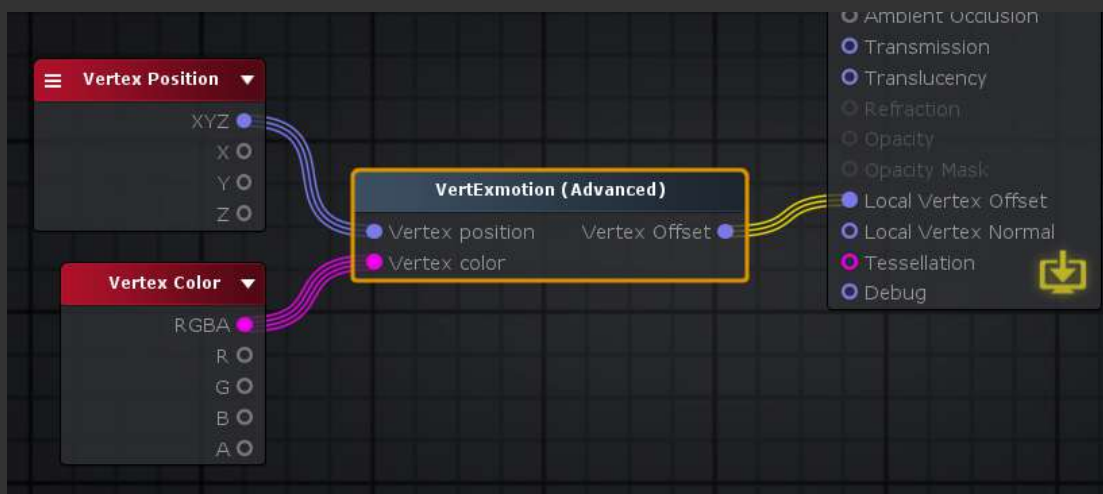 Vertex Position
XYZ
X
Y
Z
Vertex Color
RGBA
R
G
B
A
VertExmotion (Advanced)
Vertex position
Vertex Offset
Vertex color
Ambient Occlusion
Transmission
Translucency
Refraction
Opacity
Opacity Mask
Local Vertex Offset
Local Vertex Normal
Tessellation
Debug